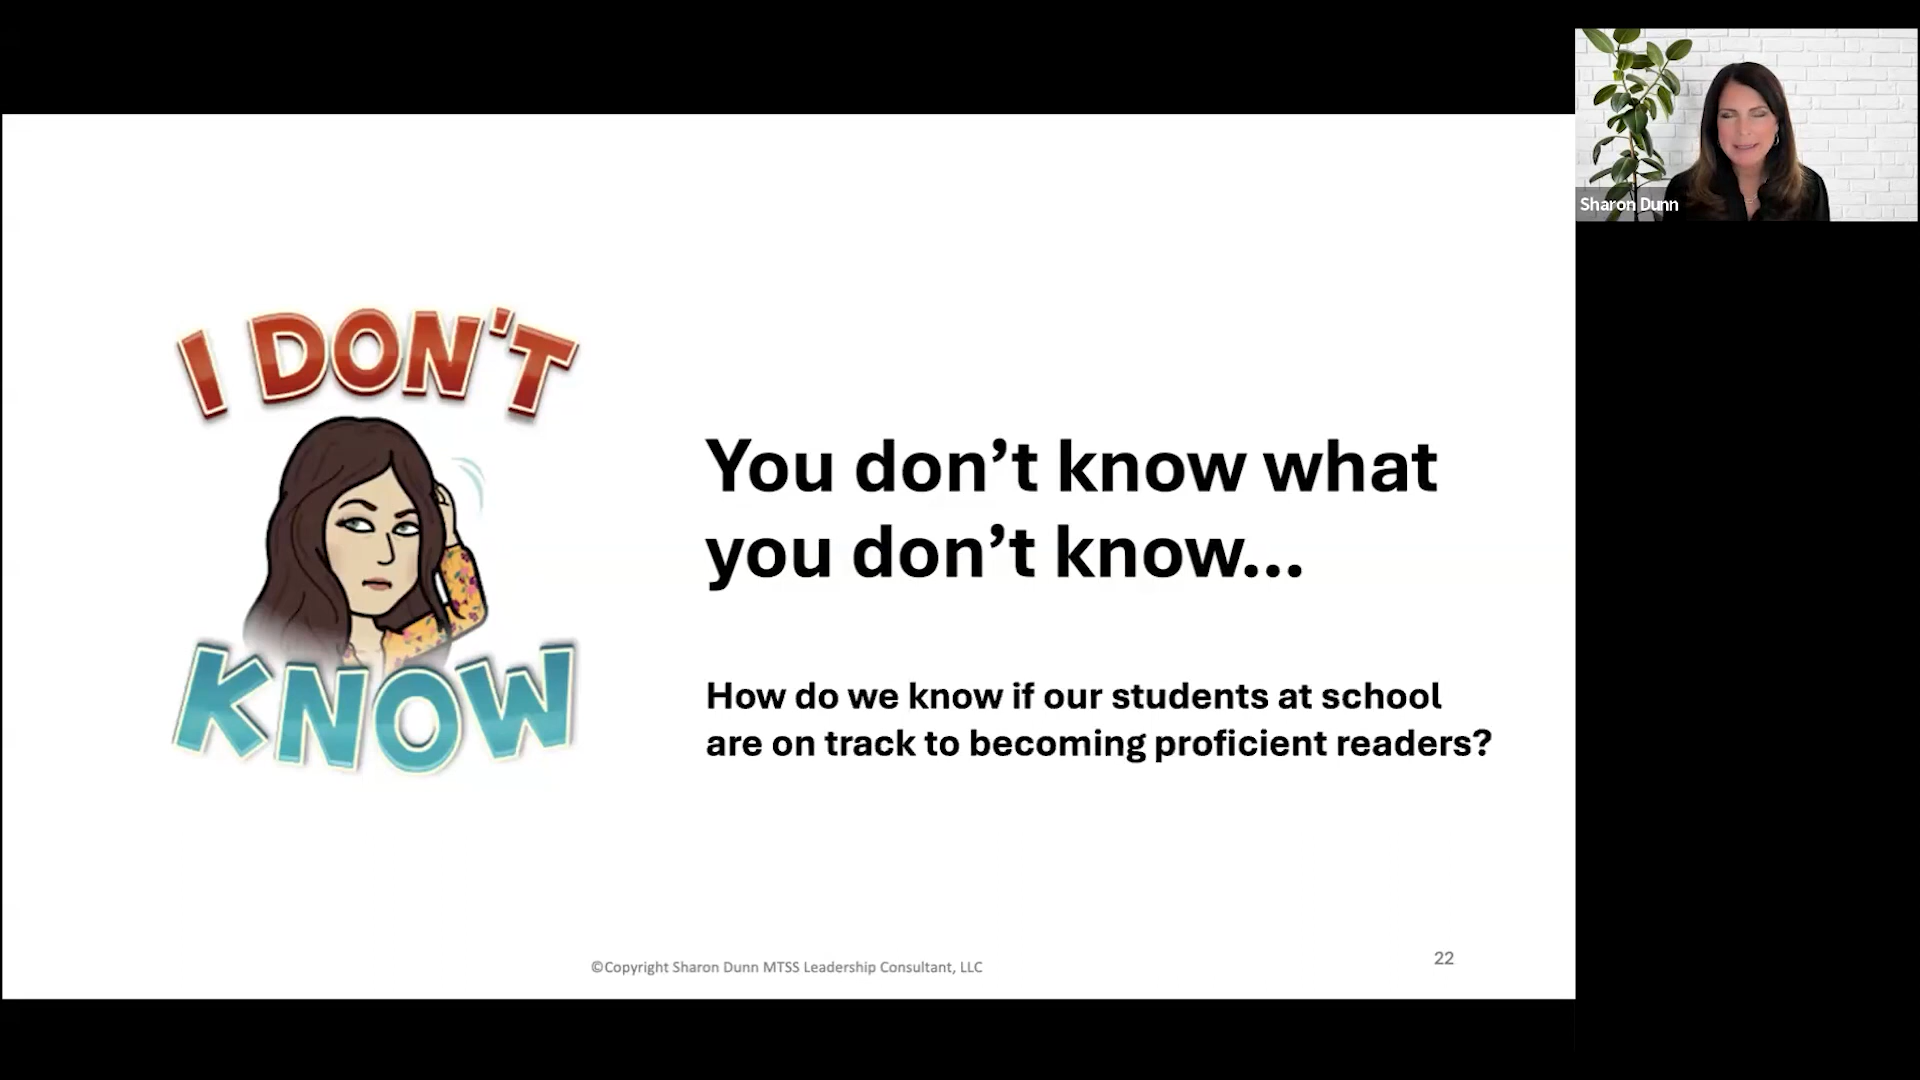 Sharon Dunn
I DON'T
KNOW
You don’t know what
you don’t know...
How do we know if our students at school
are on track to becoming proficient readers?
©Copyright Sharon Dunn MTSS Leadership Consultant, LLC
22